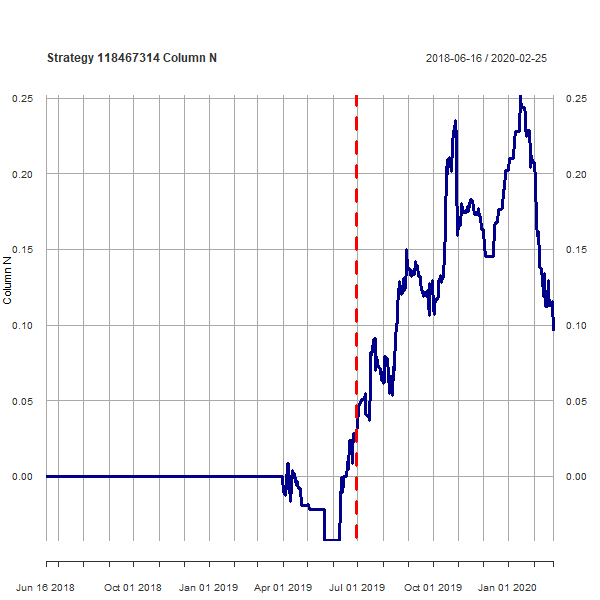 Strategy 118467314 Column N
2018-06-16 / 2020-02-25
0.25
0.25
0.20
0.20
0.15
0.15
Column N
0.10
0.10
0.05
0.05
0.00
0.00
Jun 16 2018
Oct 01 2018
Jan 01 2019
Apr 01 2019
Jul 01 2019
Oct 01 2019
Jan 01 2020